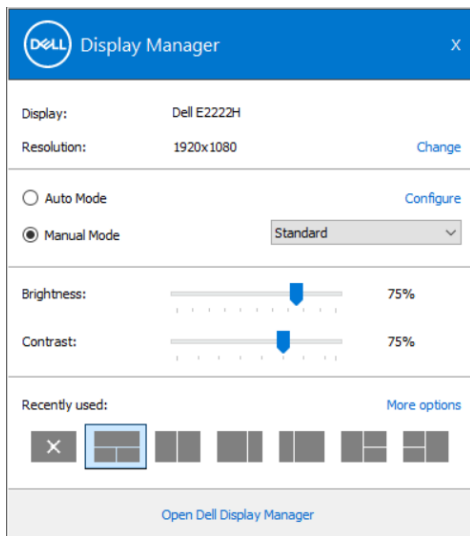 DELL Display Manager X
Display: Dell E2222H
Resolution: 1920x1080 Change
Auto Mode Configure
Manual Mode Standard
Brightness: 75%
Contrast: 75%
Recently used: More options
Open Dell Display Manager